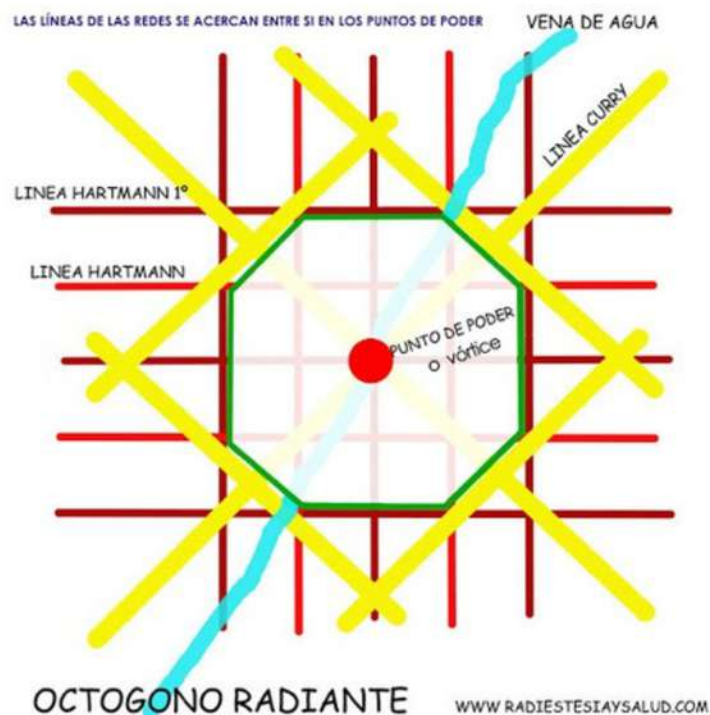 LAS LÍNEAS DE LAS REDES SE ACERCAN ENTRE SI EN LOS PUNTOS DE PODER
VENA DE AGUA
LINEA CURRY
LINEA HARTMANN 1º
LINEA HARTMANN
PUNTO DE PODER
o vórtice
OCTOGONO RADIANTE
WWW.RADIESTESIAYSALUD.COM